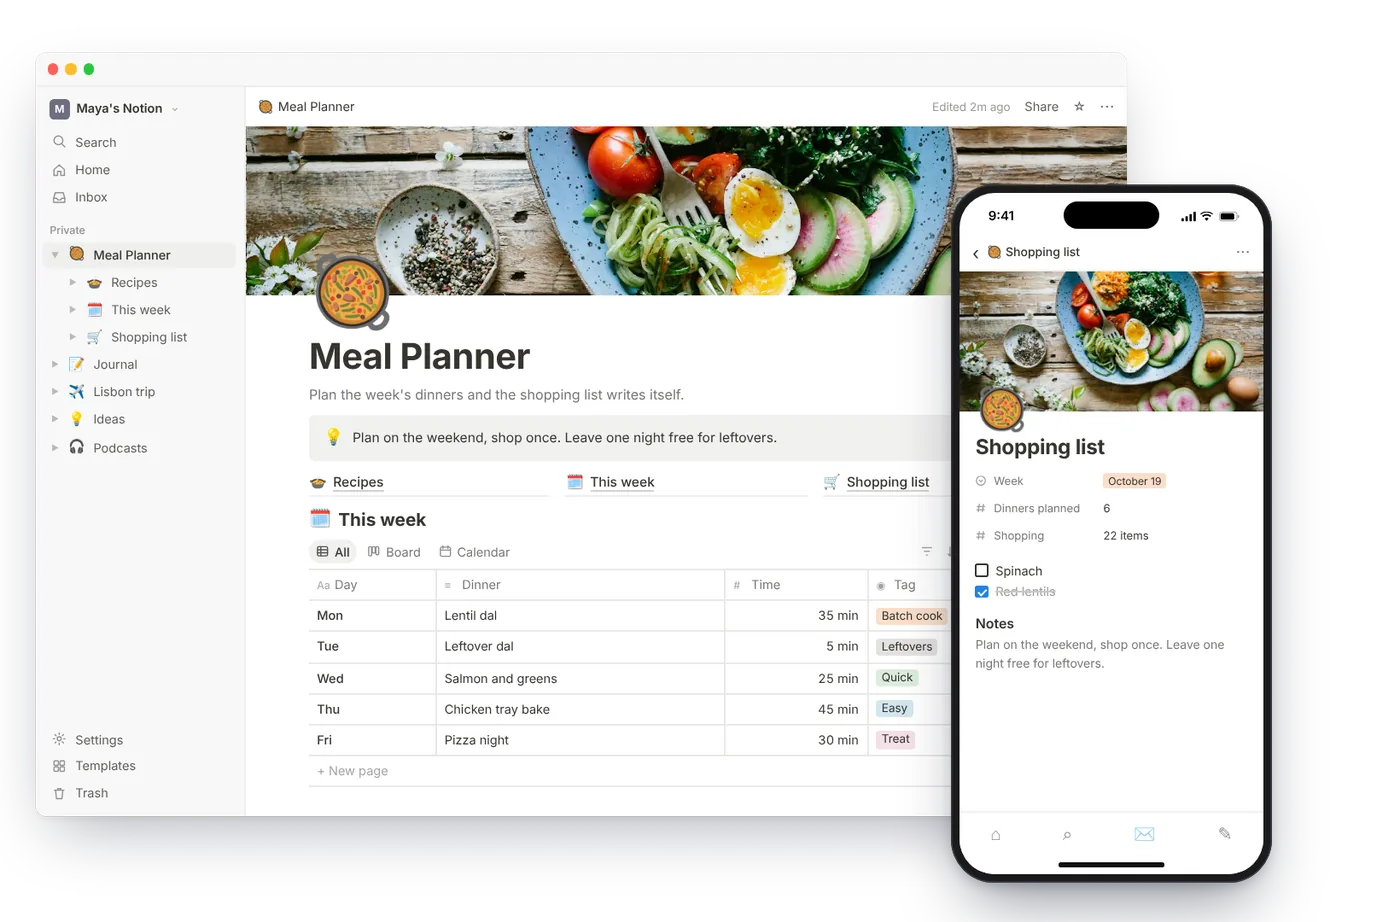 M Maya's Notion
Search
Home
Inbox
Private
Meal Planner
Recipes
This week
Shopping list
Journal
Lisbon trip
Ideas
Podcasts
Settings
Templates
Trash
Meal Planner
Edited 2m ago Share
Meal Planner
Plan the week's dinners and the shopping list writes itself.
Plan on the weekend, shop once. Leave one night free for leftovers.
Recipes This week Shopping list
This week
All Board Calendar
Aa Day Dinner # Time Tag
Mon Lentil dal 35 min Batch cook
Tue Leftover dal 5 min Leftovers
Wed Salmon and greens 25 min Quick
Thu Chicken tray bake 45 min Easy
Fri Pizza night 30 min Treat
+ New page
9:41
Shopping list
Shopping list
Week October 19
# Dinners planned 6
# Shopping 22 items
Spinach
Red lentils
Notes
Plan on the weekend, shop once. Leave one
night free for leftovers.